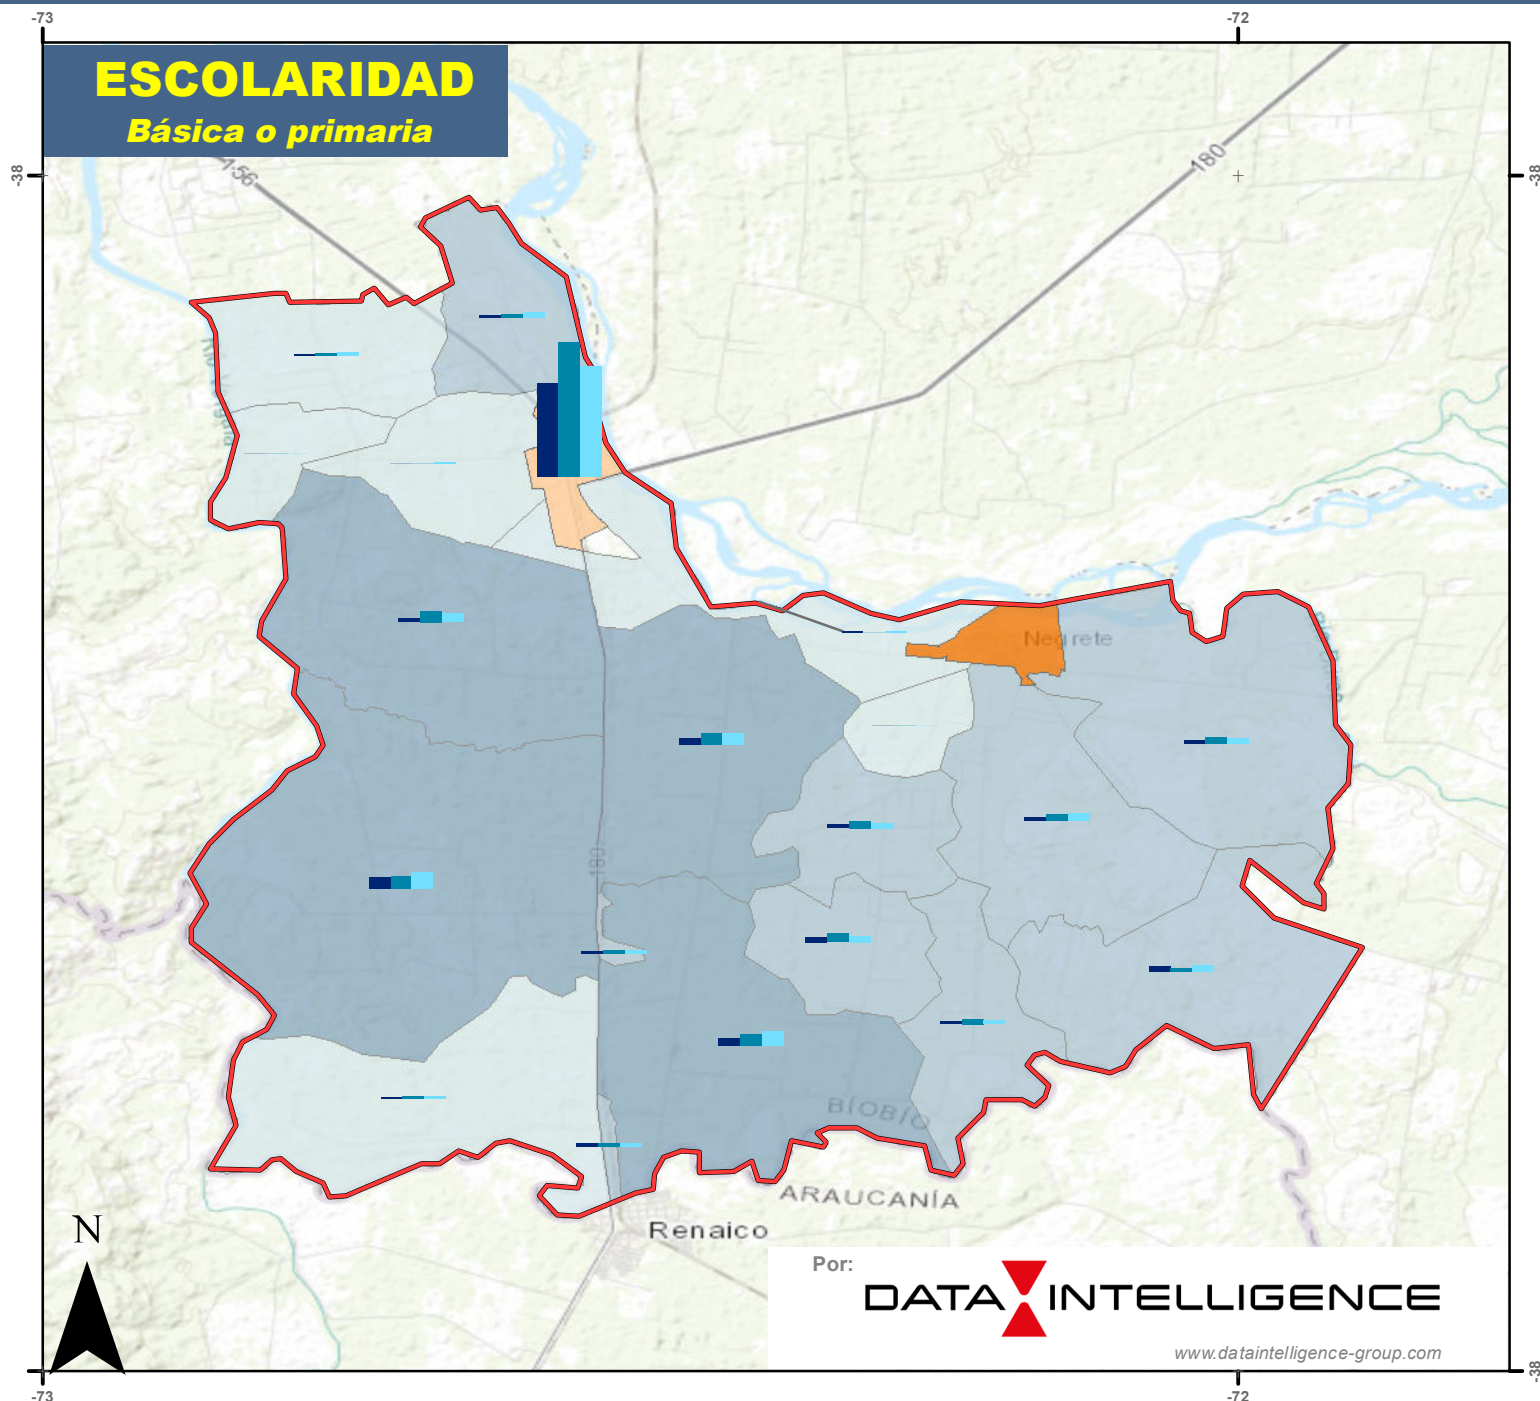 -73
-72
ESCOLARIDAD
Básica o primaria
-38
-38
156
180
Negrete
180
BÍOBÍO
ARAUCANÍA
Renaico
N
Por:
DATA INTELLIGENCE
www.dataintelligence-group.com
-38
-73
-72